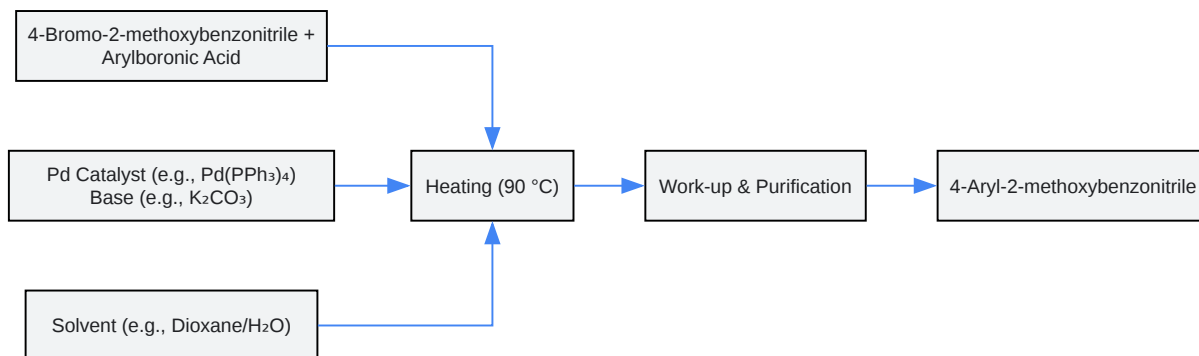 4-Bromo-2-methoxybenzonitrile +
Arylboronic Acid
Pd Catalyst (e.g., Pd(PPh₃)₄)
Base (e.g., K₂CO₃)
Heating (90 °C)
Work-up & Purification
4-Aryl-2-methoxybenzonitrile
Solvent (e.g., Dioxane/H₂O)